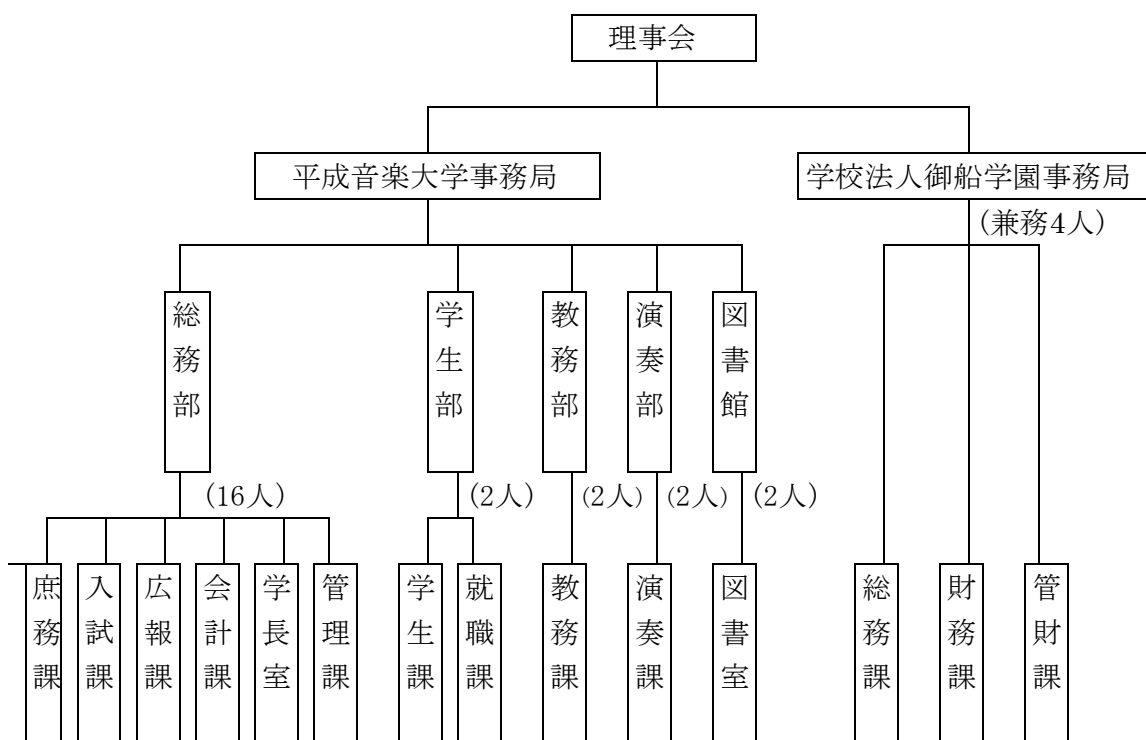 理事会
平成音楽大学事務局
学校法人御船学園事務局
(兼務4人)
総務部
学生部
教務部
演奏部
図書館
(16人)
(2人)
(2人)
(2人)
(2人)
庶務課
入試課
広報課
会計課
学長室
管理課
学生課
就職課
教務課
演奏課
図書室
総務課
財務課
管財課